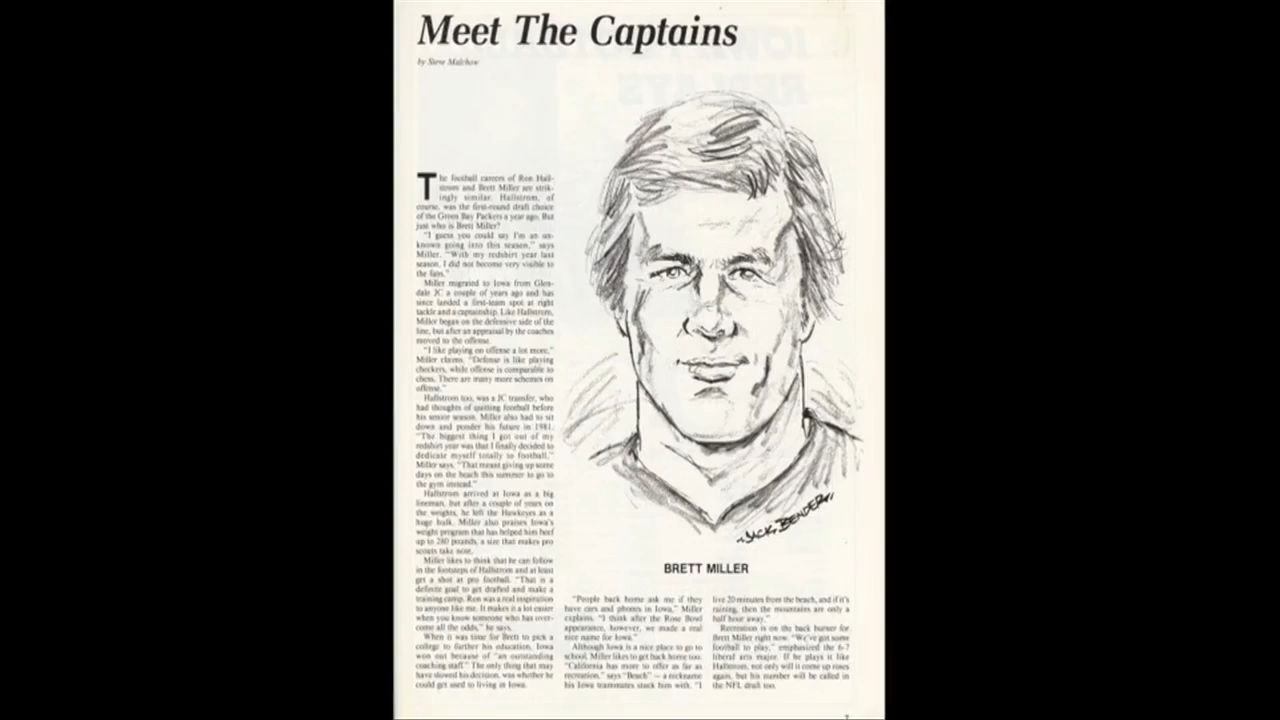 Meet The Captains
by Steve Malchow
The football careers of Ron Hall-
strom and Brett Miller are strik-
ingly similar. Hallstrom, of
course, was the first-round draft choice
of the Green Bay Packers a year ago. But
just who is Brett Miller?
"I guess you could say I'm an un-
known going into this season," says
Miller. "With my redshirt year last
season, I did not become very visible to
the fans."
Miller migrated to Iowa from Glen-
dale JC a couple of years ago and has
since landed a first-team spot at right
tackle and a captainship. Like Hallstrom,
Miller began on the defensive side of the
line, but after an appraisal by the coaches
moved to the offense.
"I like playing on offense a lot more,"
Miller claims. "Defense is like playing
checkers, while offense is comparable to
chess. There are many more schemes on
offense."
Hallstrom too, was a JC transfer, who
had thoughts of quitting football before
his senior season. Miller also had to sit
down and ponder his future in 1981.
"The biggest thing I got out of my
redshirt year was that I finally decided to
dedicate myself totally to football,"
Miller says. "That meant giving up some
days on the beach this summer to go to
the gym instead."
Hallstrom arrived at Iowa as a big
lineman, but after a couple of years on
the weights, he left the Hawkeyes as a
huge hulk. Miller also praises Iowa's
weight program that has helped him beef
up to 280 pounds, a size that makes pro
scouts take note.
Miller likes to think that he can follow
in the footsteps of Hallstrom and at least
get a shot at pro football. "That is a
definite goal to get drafted and make a
training camp. Ron was a real inspiration
to anyone like me. It makes it a lot easier
when you know someone who has over-
come all the odds," he says.
When it was time for Brett to pick a
college to further his education, Iowa
won out because of "an outstanding
coaching staff." The only thing that may
have slowed his decision, was whether he
could get used to living in Iowa.
JACK BENDER
BRETT MILLER
"People back home ask me if they
have cars and phones in Iowa," Miller
explains. "I think after the Rose Bowl
appearance, however, we made a real
nice name for Iowa."
Although Iowa is a nice place to go to
school, Miller likes to get back home too.
"California has more to offer as far as
recreation," says "Beach" — a nickname
his Iowa teammates stuck him with. "I
live 20 minutes from the beach, and if it's
raining, then the mountains are only a
half hour away."
Recreation is on the back burner for
Brett Miller right now. "We've got some
football to play," emphasized the 6-7
liberal arts major. If he plays it like
Hallstrom, not only will it come up roses
again, but his number will be called in
the NFL draft too.
7